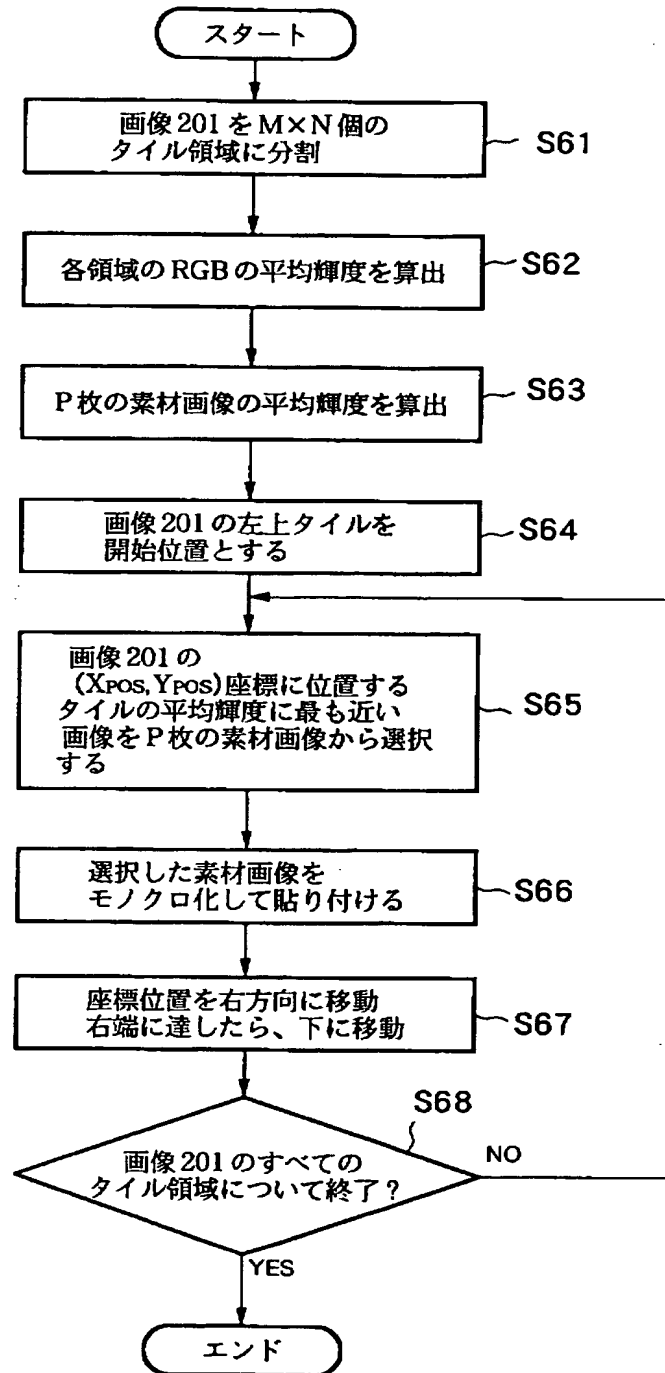 スタート
画像201をM×N個の
タイル領域に分割
S61
各領域のRGBの平均輝度を算出
S62
P枚の素材画像の平均輝度を算出
S63
画像201の左上タイルを
開始位置とする
S64
画像201の
(XPOS,YPOS)座標に位置する
タイルの平均輝度に最も近い
画像をP枚の素材画像から選択
する
S65
選択した素材画像を
モノクロ化して貼り付ける
S66
座標位置を右方向に移動
右端に達したら、下に移動
S67
S68
画像201のすべての
タイル領域について終了?
NO
YES
エンド